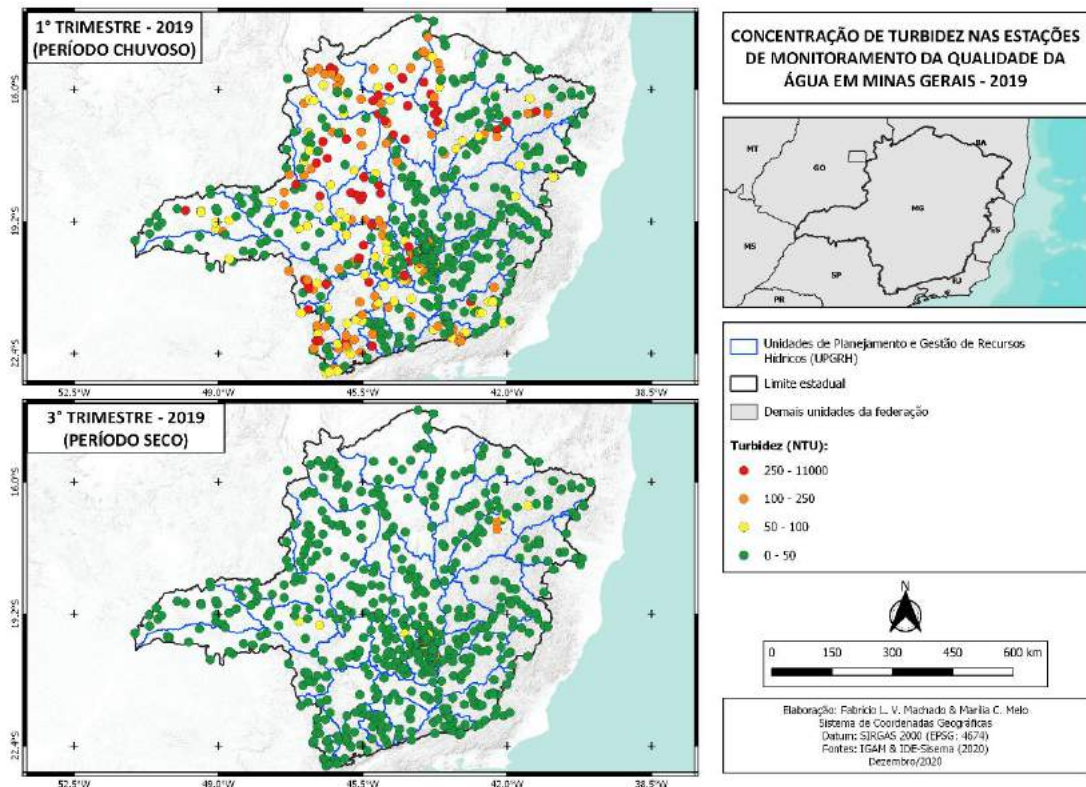 1° TRIMESTRE - 2019
(PERÍODO CHUVOSO)
16.0°S
19.2°S
22.4°S
52.5°W
49.0°W
45.5°W
42.0°W
38.5°W
3° TRIMESTRE - 2019
(PERÍODO SECO)
16.0°S
19.2°S
22.4°S
52.5°W
49.0°W
45.5°W
42.0°W
38.5°W
CONCENTRAÇÃO DE TURBIDEZ NAS ESTAÇÕES
DE MONITORAMENTO DA QUALIDADE DA
ÁGUA EM MINAS GERAIS - 2019
MT
BA
GO
MG
ES
MS
SP
RJ
PR
Unidades de Planejamento e Gestão de Recursos
Hídricos (UPGRH)
Limite estadual
Demais unidades da federação
Turbidez (NTU):
250 - 11000
100 - 250
50 - 100
0 - 50
N
0 150 300 450 600 km
Elaboração: Fabrício L. V. Machado & Marília C. Melo
Sistema de Coordenadas Geográficas
Datum: SIRGAS 2000 (EPSG: 4674)
Fontes: IGAM & IDE-Sisema (2020)
Dezembro/2020